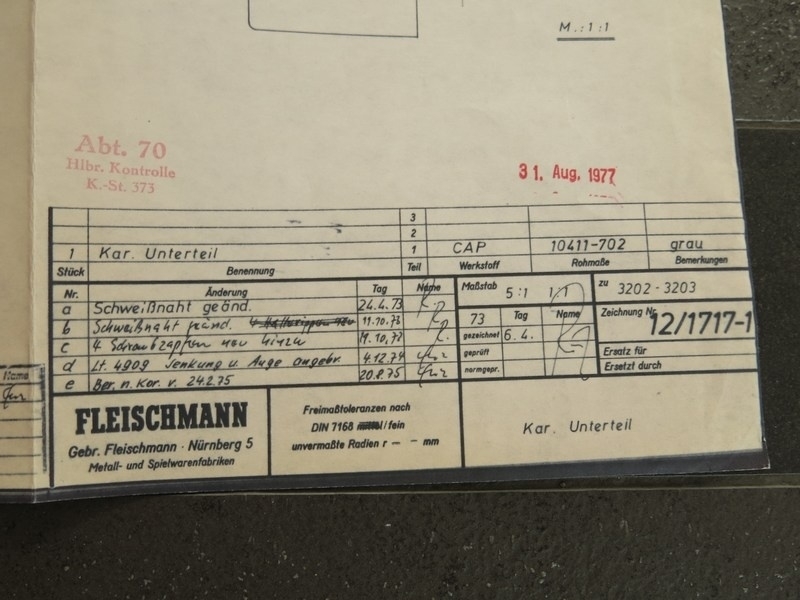 M.:1:1
Abt. 70
Hlbr. Kontrolle
K.-St. 373
31. Aug. 1977
3
2
1 Kar. Unterteil 1 CAP 10411-702 grau
Stück Benennung Teil Werkstoff Rohmaße Bemerkungen
Nr. Änderung Tag Name
a Schweißnaht geänd. 24.4.73
b Schweißnaht geänd. 11.10.73
c 4 Schraubzapfen neu hinzu 11.10.73
d Lt. 4909 Senkung u. Auge angebr. 4.12.74
e Ber. n. Kor. v. 24.2.75 20.8.75
Maßstab 5:1 1:1
zu 3202-3203
73 Tag Name
gezeichnet 6.4.
geprüft
normgepr.
Zeichnung Nr. 12/1717-1
Ersatz für
Ersetzt durch
FLEISCHMANN
Gebr. Fleischmann · Nürnberg 5
Metall- und Spielwarenfabriken
Freimaßtoleranzen nach
DIN 7168 mittel/fein
unvermaßte Radien r — - mm
Kar. Unterteil
Name